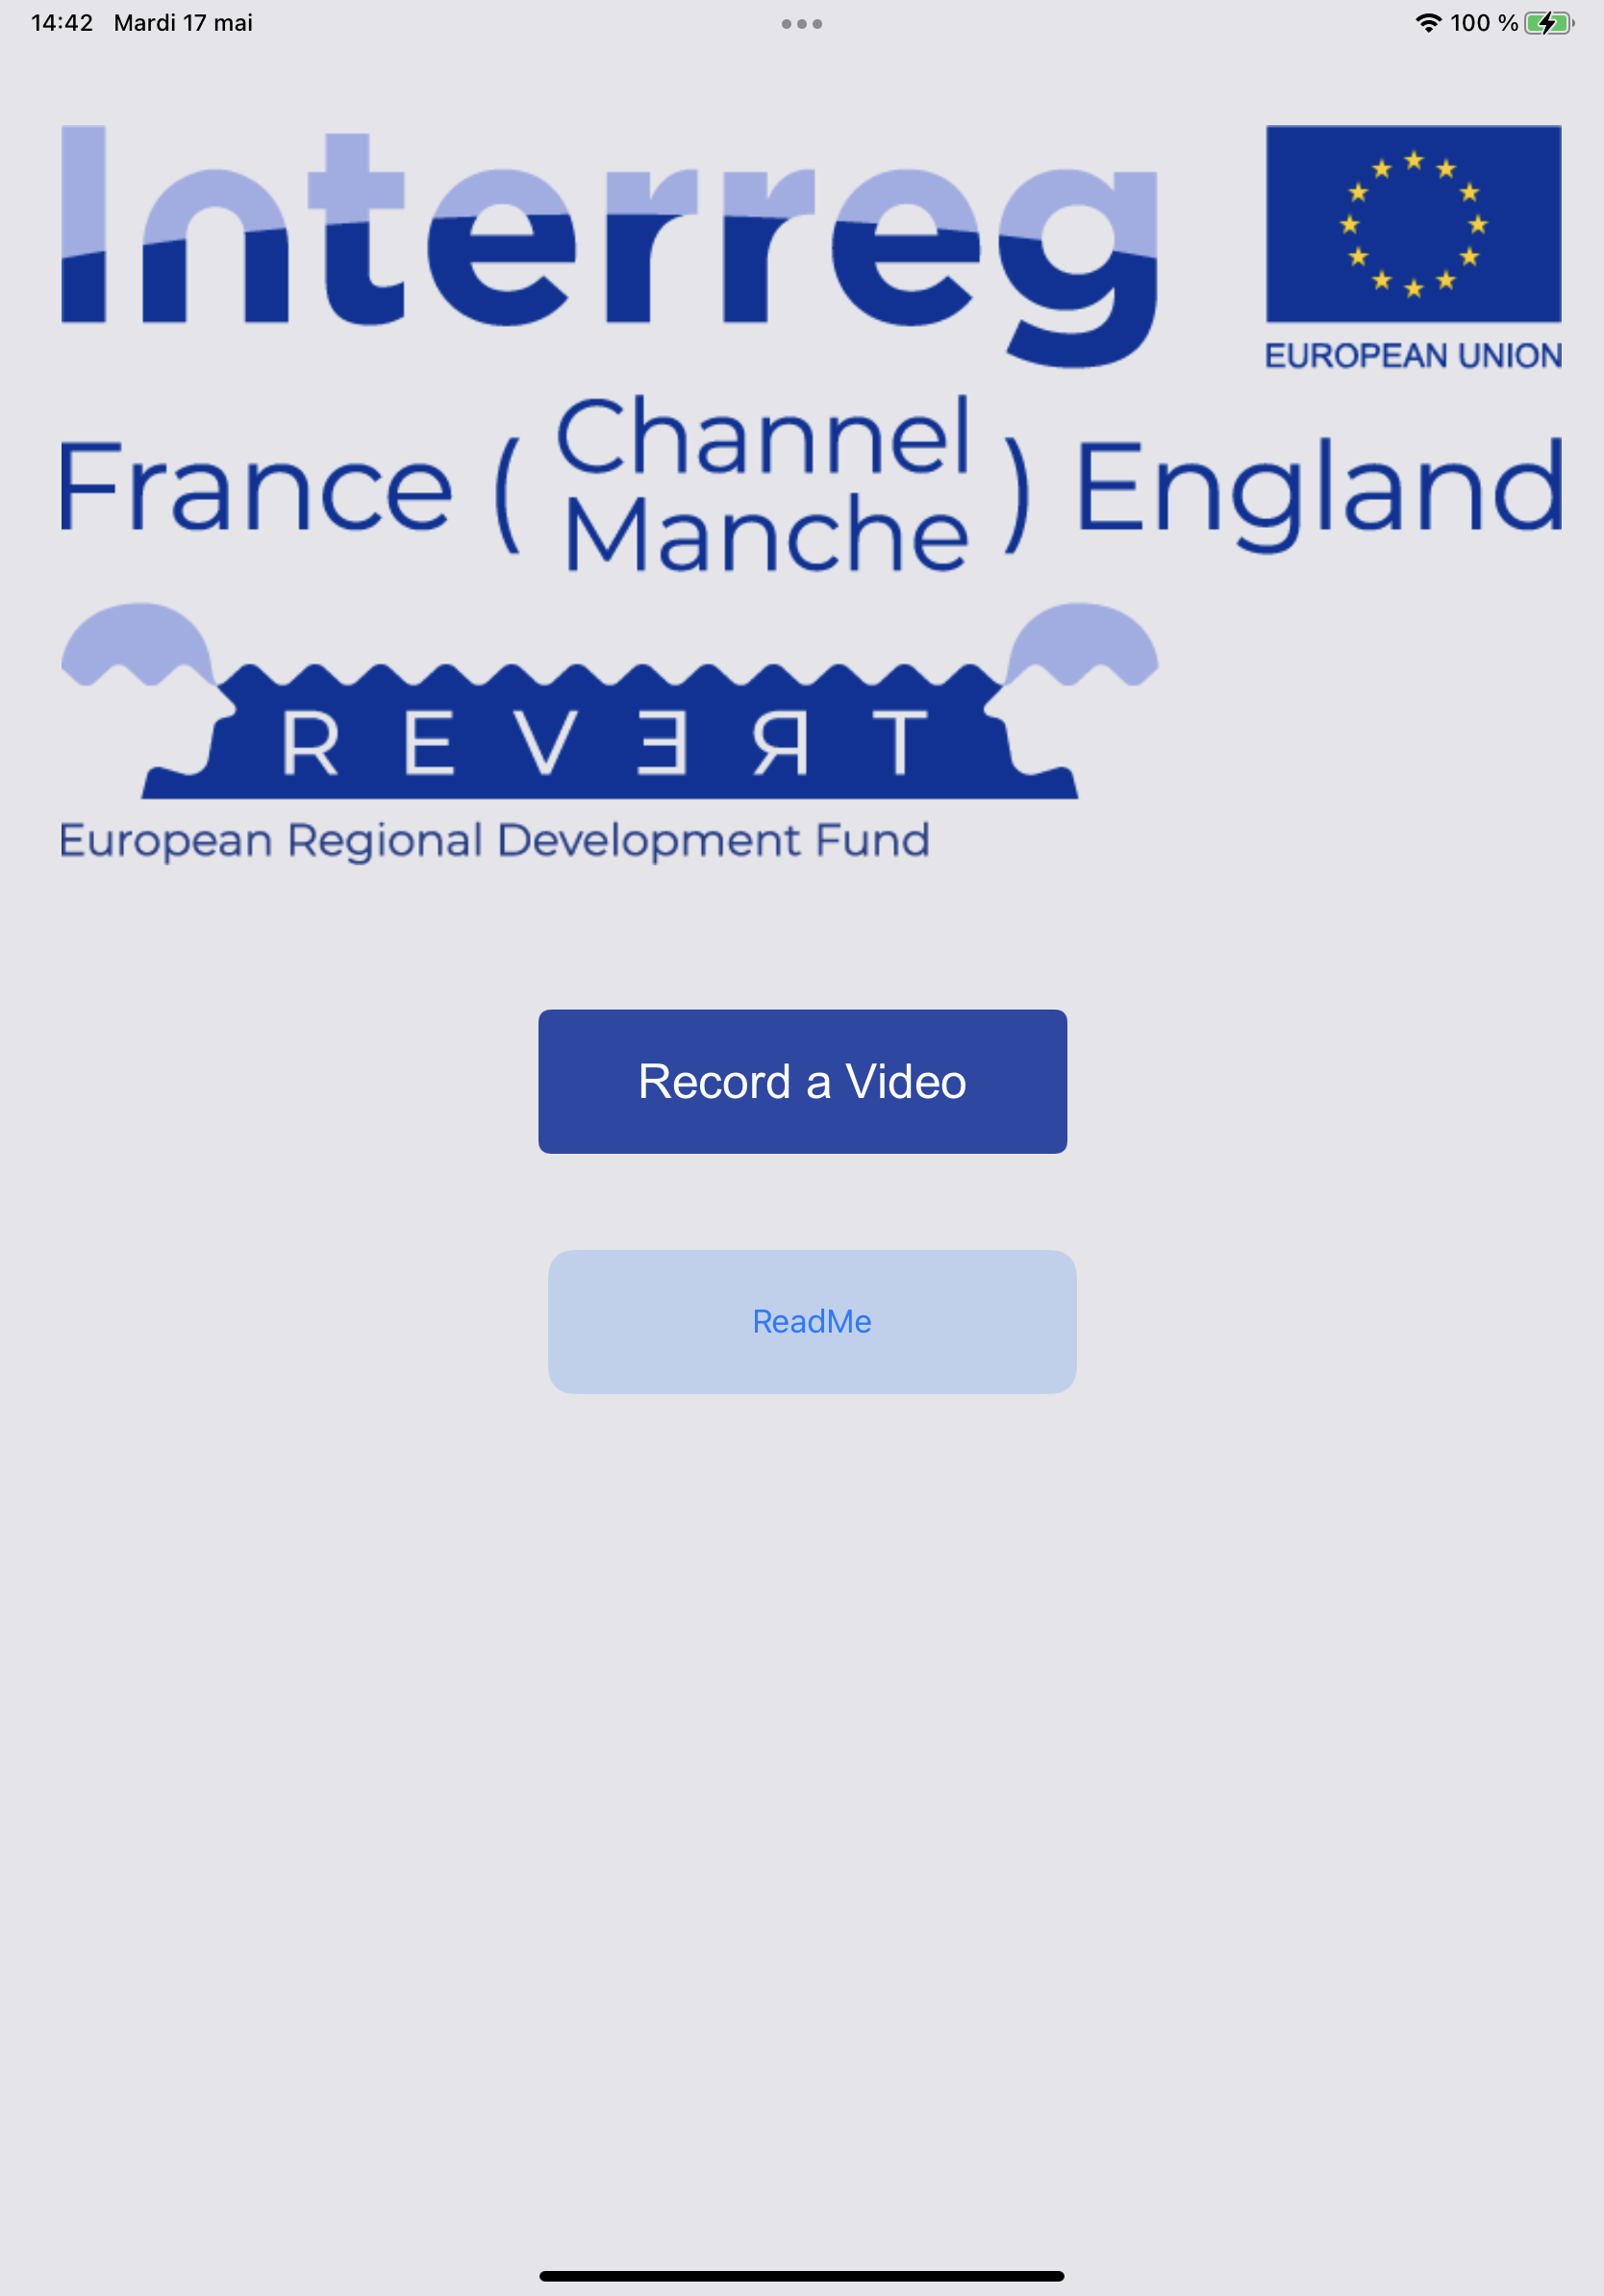 14:42 Mardi 17 mai
100 %
Interreg
EUROPEAN UNION
France ( Channel Manche ) England
REVƎЯT
European Regional Development Fund
Record a Video
ReadMe